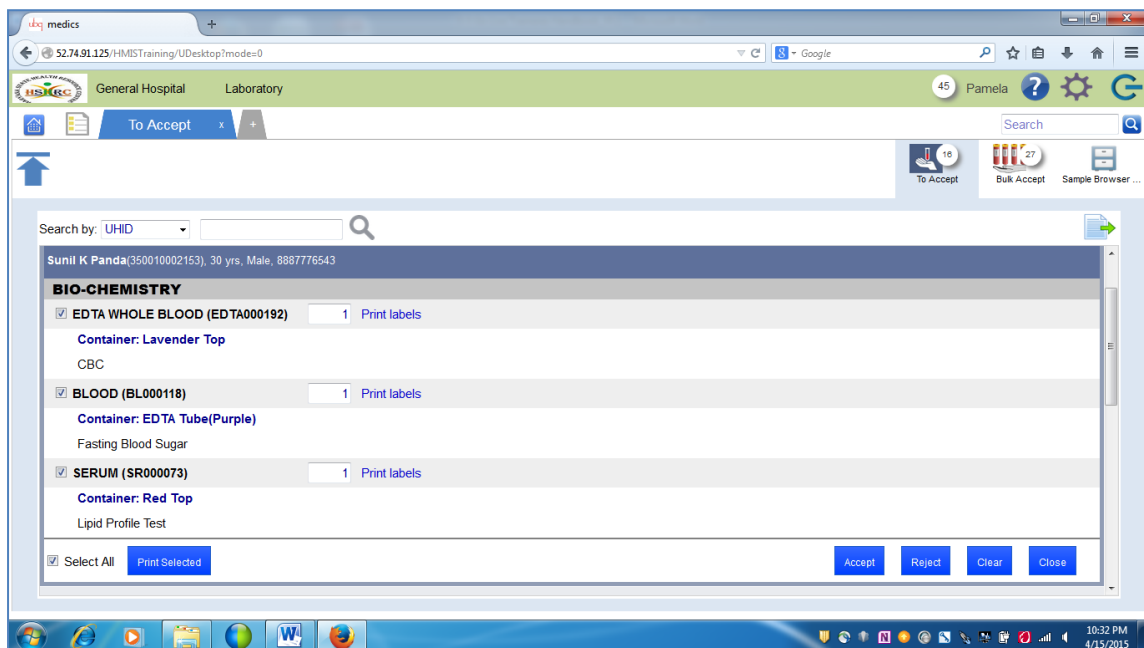 ubq medics +
52.74.91.125/HMISTraining/UDesktop?mode=0 8 - Google
HSHRC General Hospital Laboratory 45 Pamela ?
To Accept x + Search
16 27
To Accept Bulk Accept Sample Browser ...
Search by: UHID
Sunil K Panda(350010002153), 30 yrs, Male, 8887776543
BIO-CHEMISTRY
EDTA WHOLE BLOOD (EDTA000192) 1 Print labels
Container: Lavender Top
CBC
BLOOD (BL000118) 1 Print labels
Container: EDTA Tube(Purple)
Fasting Blood Sugar
SERUM (SR000073) 1 Print labels
Container: Red Top
Lipid Profile Test
Select All Print Selected Accept Reject Clear Close
10:32 PM
4/15/2015